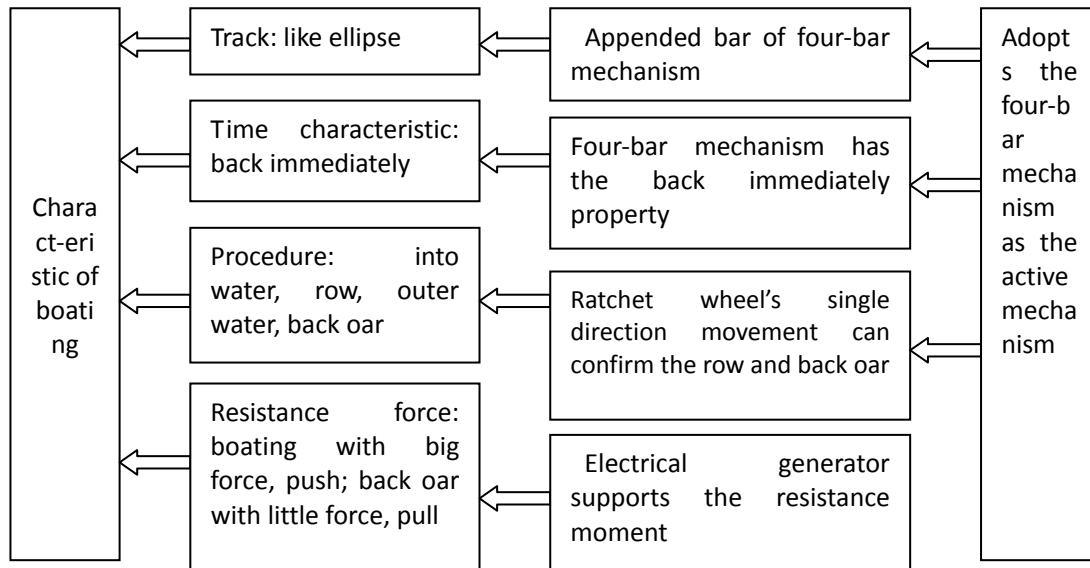 Chara
ct-eri
stic of
boati
ng
Track: like ellipse
Time characteristic:
back immediately
Procedure: into
water, row, outer
water, back oar
Resistance force:
boating with big
force, push; back oar
with little force, pull
Appended bar of four-bar
mechanism
Four-bar mechanism has
the back immediately
property
Ratchet wheel's single
direction movement can
confirm the row and back oar
Electrical generator
supports the resistance
moment
Adopt
s the
four-b
ar
mecha
nism
as the
active
mecha
nism